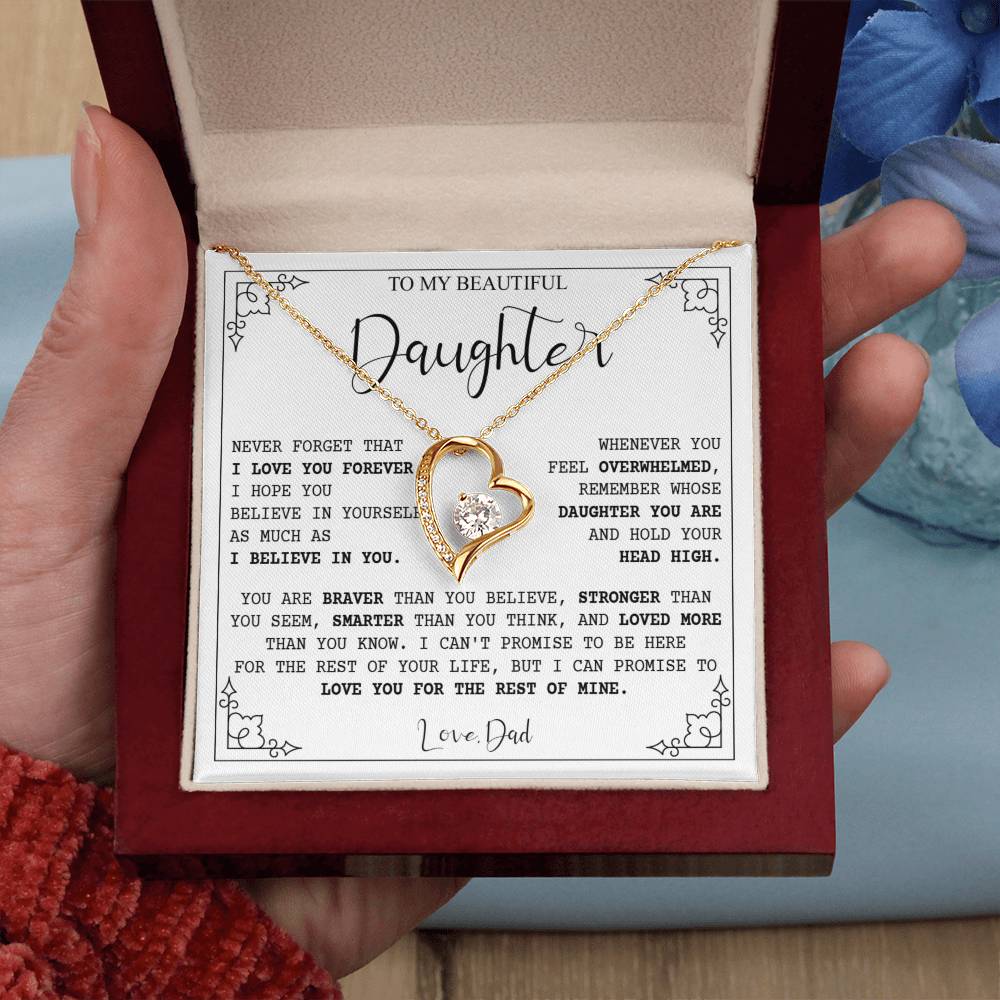 TO MY BEAUTIFUL
Daughter
NEVER FORGET THAT
I LOVE YOU FOREVER
I HOPE YOU
BELIEVE IN YOURSELF
AS MUCH AS
I BELIEVE IN YOU.
WHENEVER YOU
FEEL OVERWHELMED,
REMEMBER WHOSE
DAUGHTER YOU ARE
AND HOLD YOUR
HEAD HIGH.
YOU ARE BRAVER THAN YOU BELIEVE, STRONGER THAN
YOU SEEM, SMARTER THAN YOU THINK, AND LOVED MORE
THAN YOU KNOW. I CAN'T PROMISE TO BE HERE
FOR THE REST OF YOUR LIFE, BUT I CAN PROMISE TO
LOVE YOU FOR THE REST OF MINE.
Love, Dad